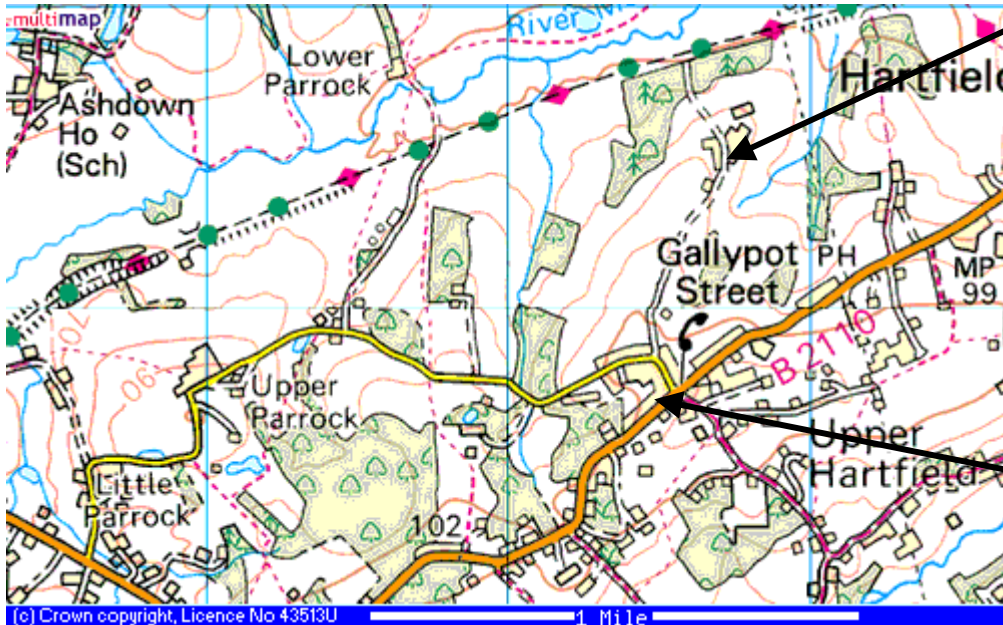 multimap
River M
Lower
Parrock
Hartfield
Ashdown
Ho
(Sch)
Gallypot
Street
PH
MP
99
70
90
B 2110
Upper
Parrock
Upper
Hartfield
Little
Parrock
102
(c) Crown copyright, Licence No 43513U
1 Mile